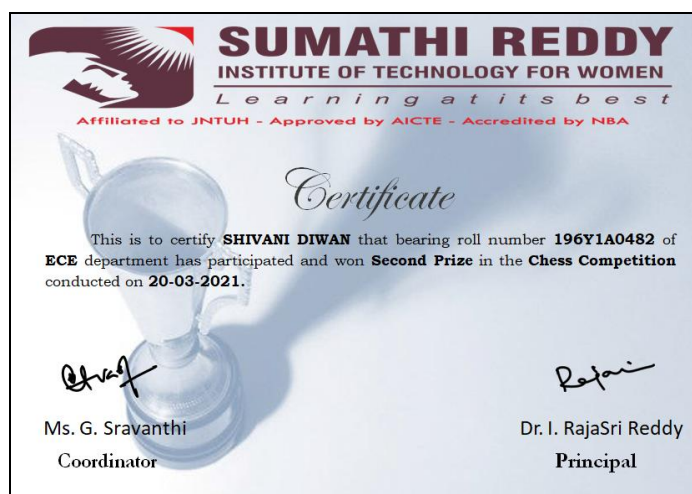 SUMATHI REDDY
INSTITUTE OF TECHNOLOGY FOR WOMEN
Learning at its best
Affiliated to JNTUH - Approved by AICTE - Accredited by NBA
Certificate
This is to certify SHIVANI DIWAN that bearing roll number 196Y1A0482 of
ECE department has participated and won Second Prize in the Chess Competition
conducted on 20-03-2021.
Ms. G. Sravanthi
Dr. I. RajaSri Reddy
Coordinator
Principal